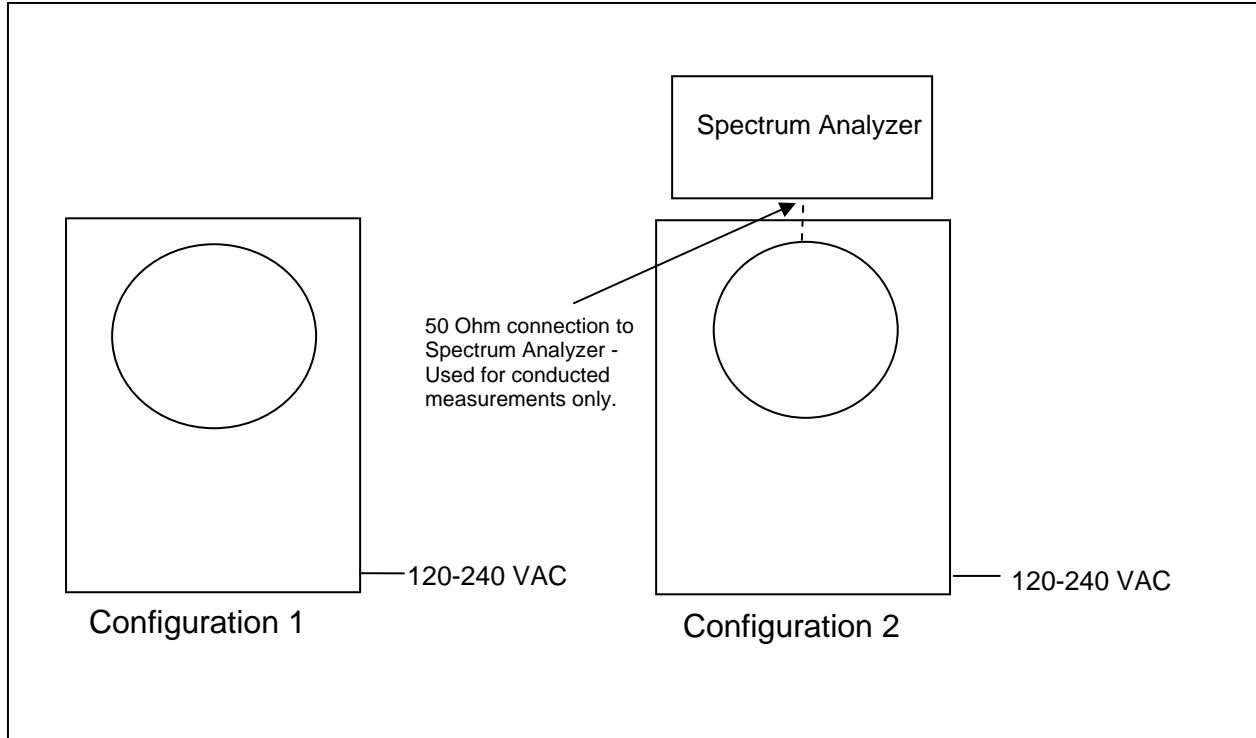 Spectrum Analyzer
50 Ohm connection to
Spectrum Analyzer -
Used for conducted
measurements only.
120-240 VAC
120-240 VAC
Configuration 1
Configuration 2